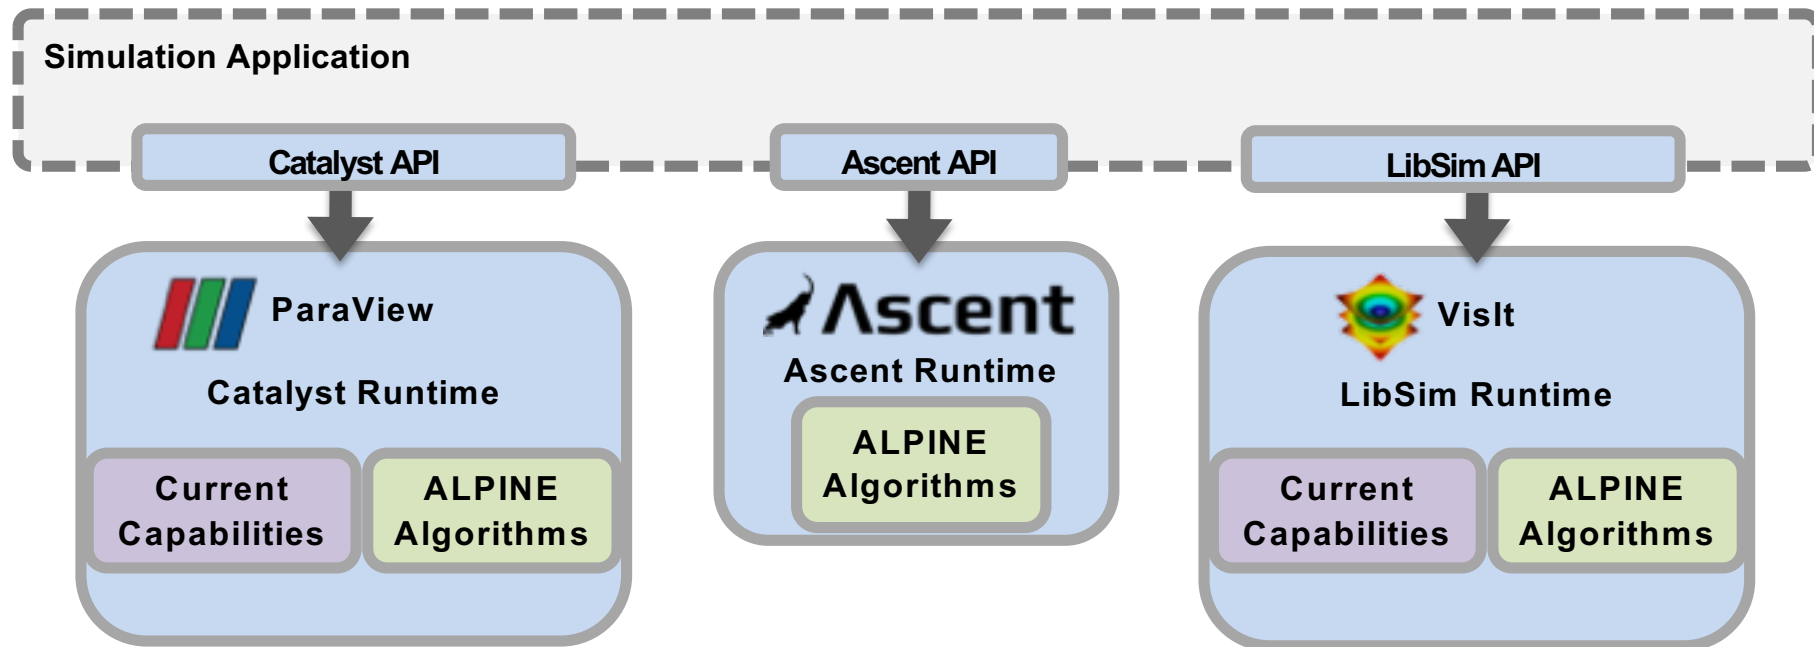 Simulation Application
Catalyst API
Ascent API
LibSim API
ParaView
Catalyst Runtime
Current
Capabilities
ALPINE
Algorithms
Ascent
Ascent Runtime
ALPINE
Algorithms
VisIt
LibSim Runtime
Current
Capabilities
ALPINE
Algorithms